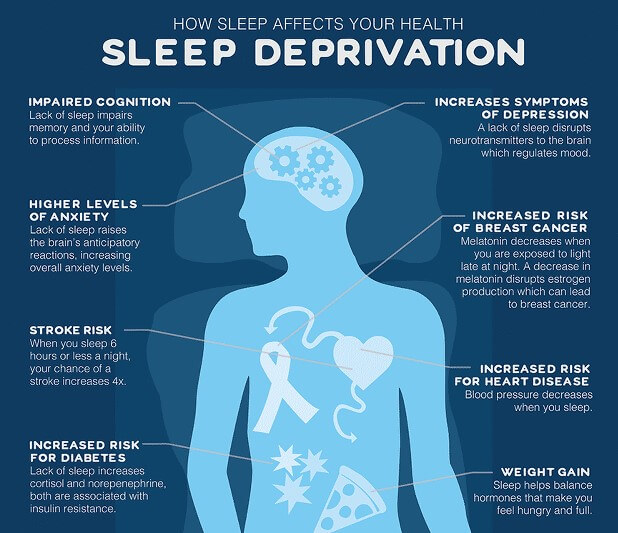 HOW SLEEP AFFECTS YOUR HEALTH
SLEEP DEPRIVATION
IMPAIRED COGNITION
Lack of sleep impairs
memory and your ability
to process information.
INCREASES SYMPTOMS
OF DEPRESSION
A lack of sleep disrupts
neurotransmitters to the brain
which regulates mood.
HIGHER LEVELS
OF ANXIETY
Lack of sleep raises
the brain's anticipatory
reactions, increasing
overall anxiety levels.
INCREASED RISK
OF BREAST CANCER
Melatonin decreases when
you are exposed to light
late at night. A decrease in
melatonin disrupts estrogen
production which can lead
to breast cancer.
STROKE RISK
When you sleep 6
hours or less a night,
your chance of a
stroke increases 4x.
INCREASED RISK
FOR HEART DISEASE
Blood pressure decreases
when you sleep.
INCREASED RISK
FOR DIABETES
Lack of sleep increases
cortisol and norepenephrine,
both are associated with
insulin resistance.
WEIGHT GAIN
Sleep helps balance
hormones that make you
feel hungry and full.